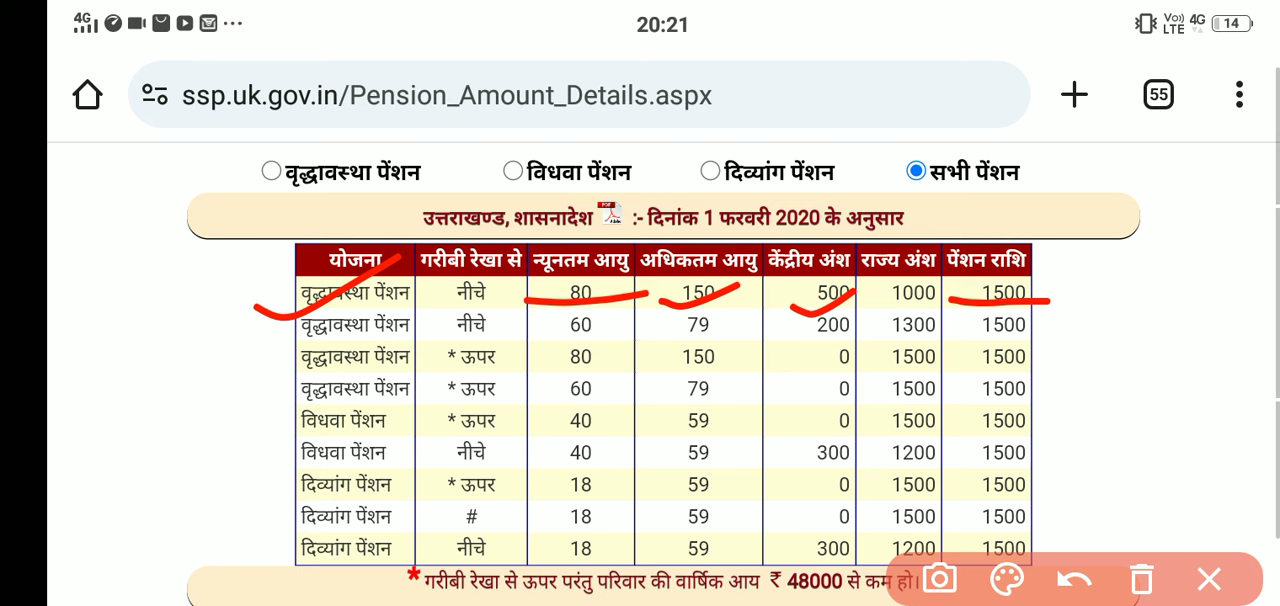 4G 20:21 Vo) LTE 4G 14
ssp.uk.gov.in/Pension_Amount_Details.aspx 55
वृद्धावस्था पेंशन विधवा पेंशन दिव्यांग पेंशन सभी पेंशन
उत्तराखण्ड, शासनादेश :- दिनांक 1 फरवरी 2020 के अनुसार
योजना गरीबी रेखा से न्यूनतम आयु अधिकतम आयु केंद्रीय अंश राज्य अंश पेंशन राशि
वृद्धावस्था पेंशन नीचे 80 150 500 1000 1500
वृद्धावस्था पेंशन नीचे 60 79 200 1300 1500
वृद्धावस्था पेंशन * ऊपर 80 150 0 1500 1500
वृद्धावस्था पेंशन * ऊपर 60 79 0 1500 1500
विधवा पेंशन * ऊपर 40 59 0 1500 1500
विधवा पेंशन नीचे 40 59 300 1200 1500
दिव्यांग पेंशन * ऊपर 18 59 0 1500 1500
दिव्यांग पेंशन # 18 59 0 1500 1500
दिव्यांग पेंशन नीचे 18 59 300 1200 1500
* गरीबी रेखा से ऊपर परंतु परिवार की वार्षिक आय ₹ 48000 से कम हो।